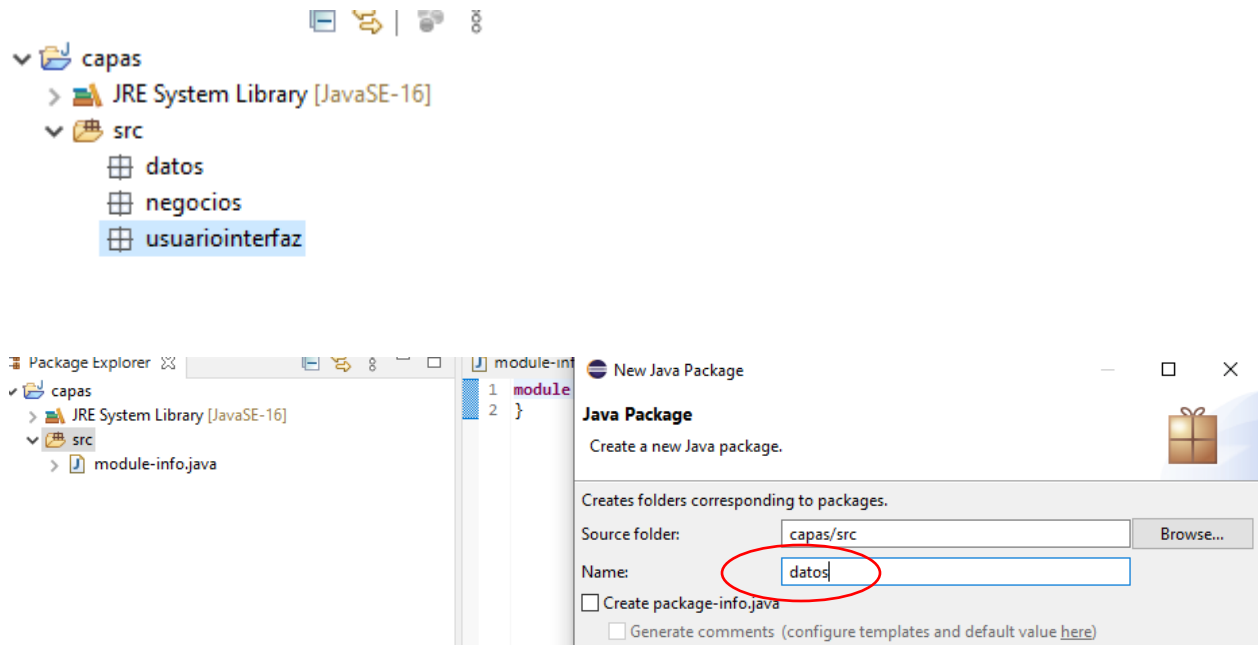 capas
JRE System Library [JavaSE-16]
src
datos
negocios
usuariointerfaz
Package Explorer
capas
JRE System Library [JavaSE-16]
src
module-info.java
module-inf
1 module
2 }
New Java Package
Java Package
Create a new Java package.
Creates folders corresponding to packages.
Source folder: capas/src Browse...
Name: datos
Create package-info.java
Generate comments (configure templates and default value here)